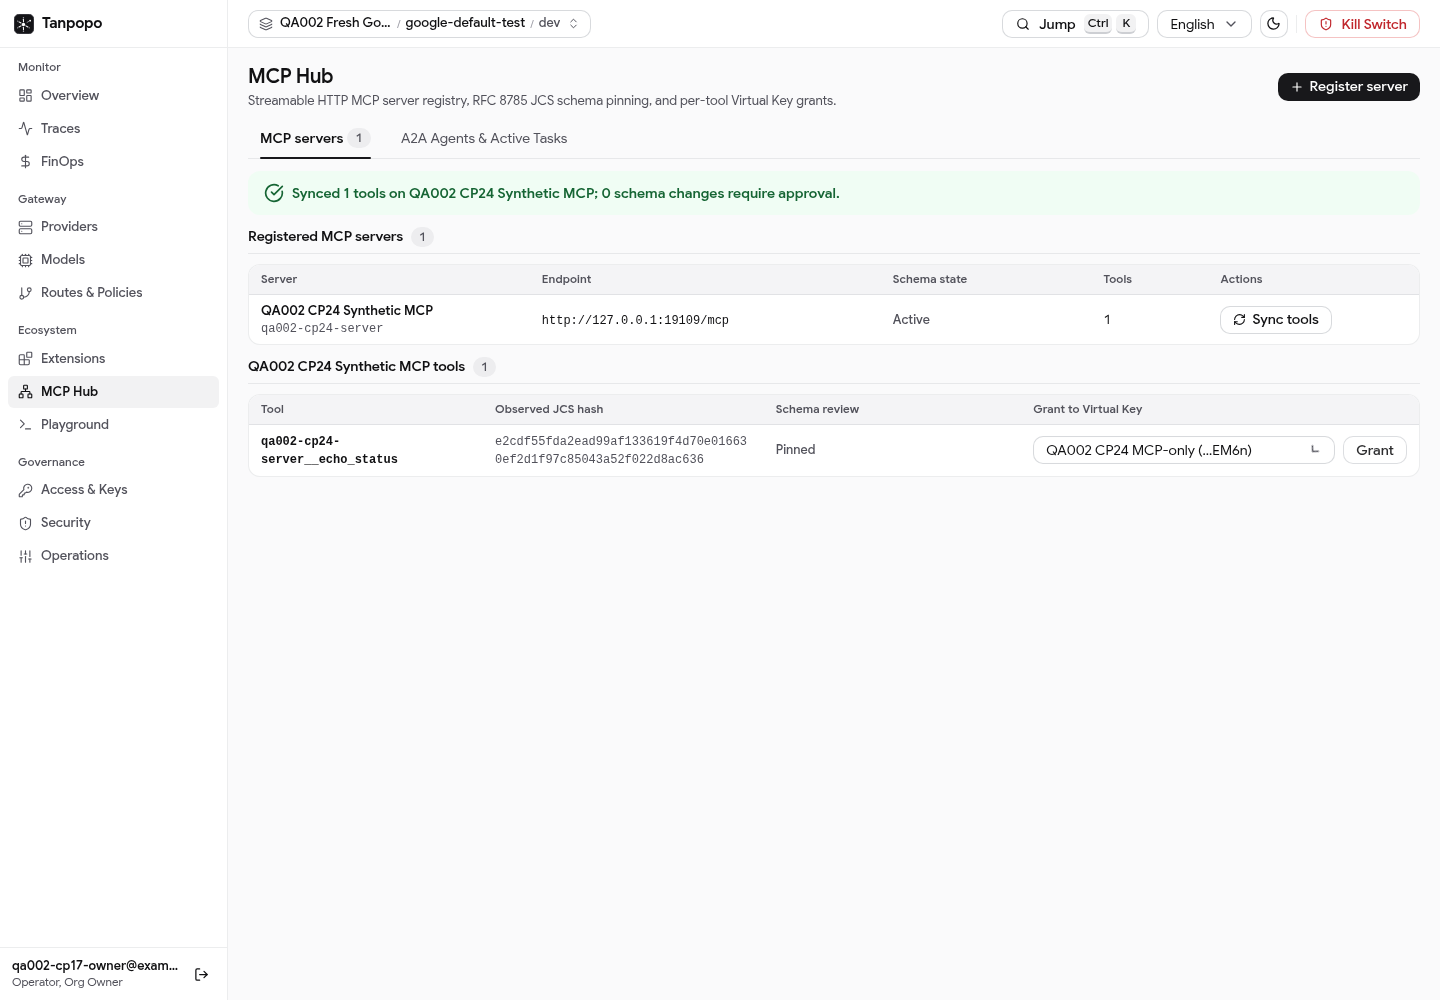 Tanpopo
QA002 Fresh Go... / google-default-test / dev
Jump Ctrl K
English
Kill Switch
Monitor
Overview
Traces
FinOps
Gateway
Providers
Models
Routes & Policies
Ecosystem
Extensions
MCP Hub
Playground
Governance
Access & Keys
Security
Operations
qa002-cp17-owner@exam...
Operator, Org Owner
MCP Hub
Streamable HTTP MCP server registry, RFC 8785 JCS schema pinning, and per-tool Virtual Key grants.
Register server
MCP servers 1
A2A Agents & Active Tasks
Synced 1 tools on QA002 CP24 Synthetic MCP; 0 schema changes require approval.
Registered MCP servers 1
Server Endpoint Schema state Tools Actions
QA002 CP24 Synthetic MCP
qa002-cp24-server
http://127.0.0.1:19109/mcp
Active
1
Sync tools
QA002 CP24 Synthetic MCP tools 1
Tool Observed JCS hash Schema review Grant to Virtual Key
qa002-cp24-
server__echo_status
e2cdf55fda2ead99af133619f4d70e01663
0ef2d1f97c85043a52f022d8ac636
Pinned
QA002 CP24 MCP-only (...EM6n)
Grant